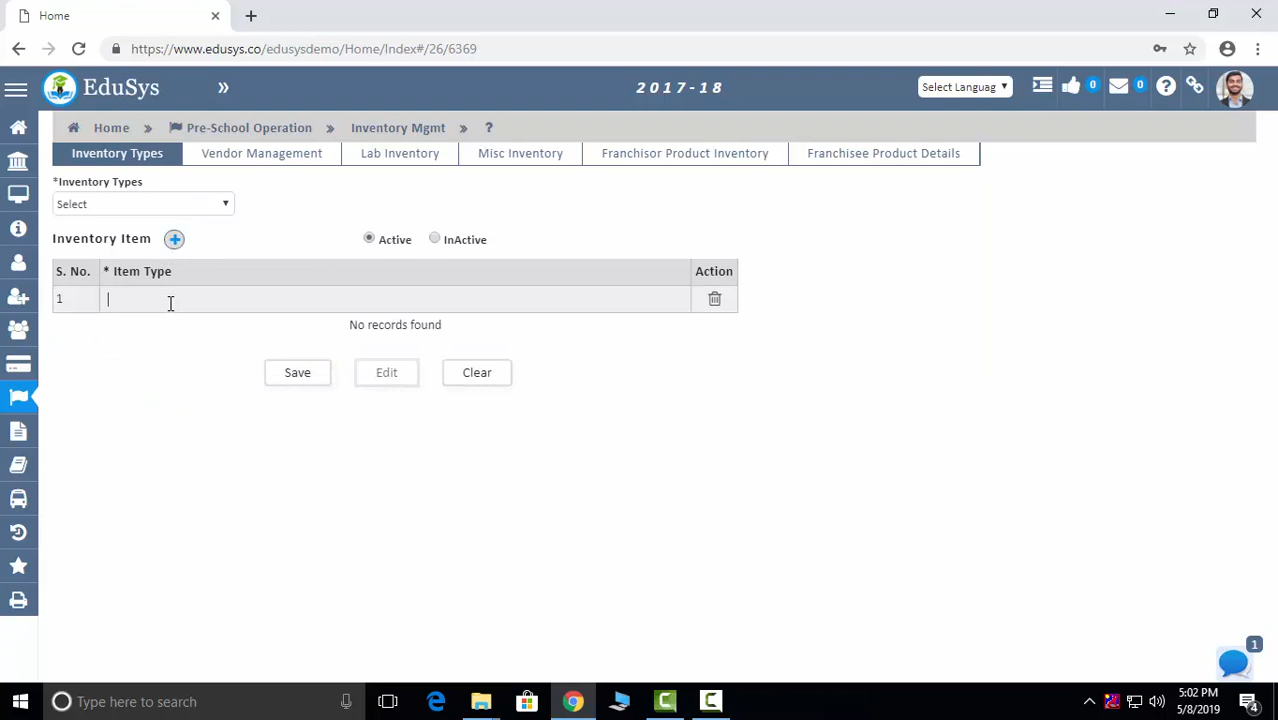 Home
https://www.edusys.co/edusysdemo/Home/Index#/26/6369
EduSys
»
2017-18
Select Languag
0
0
?
Home » Pre-School Operation » Inventory Mgmt » ?
Inventory Types
Vendor Management
Lab Inventory
Misc Inventory
Franchisor Product Inventory
Franchisee Product Details
*Inventory Types
Select
Inventory Item
Active
InActive
S. No.
* Item Type
Action
1
No records found
Save
Edit
Clear
1
Type here to search
5:02 PM
5/8/2019
4